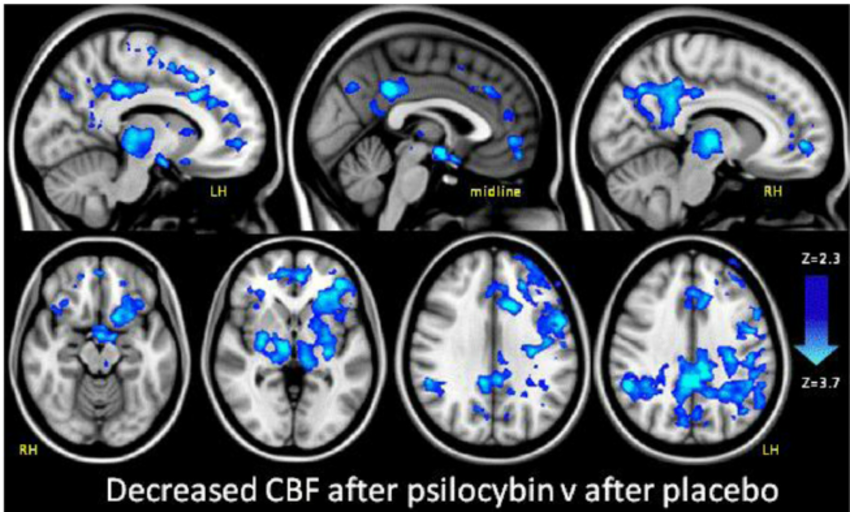 LH
midline
RH
Z=2.3
Z=3.7
RH
LH
Decreased CBF after psilocybin v after placebo